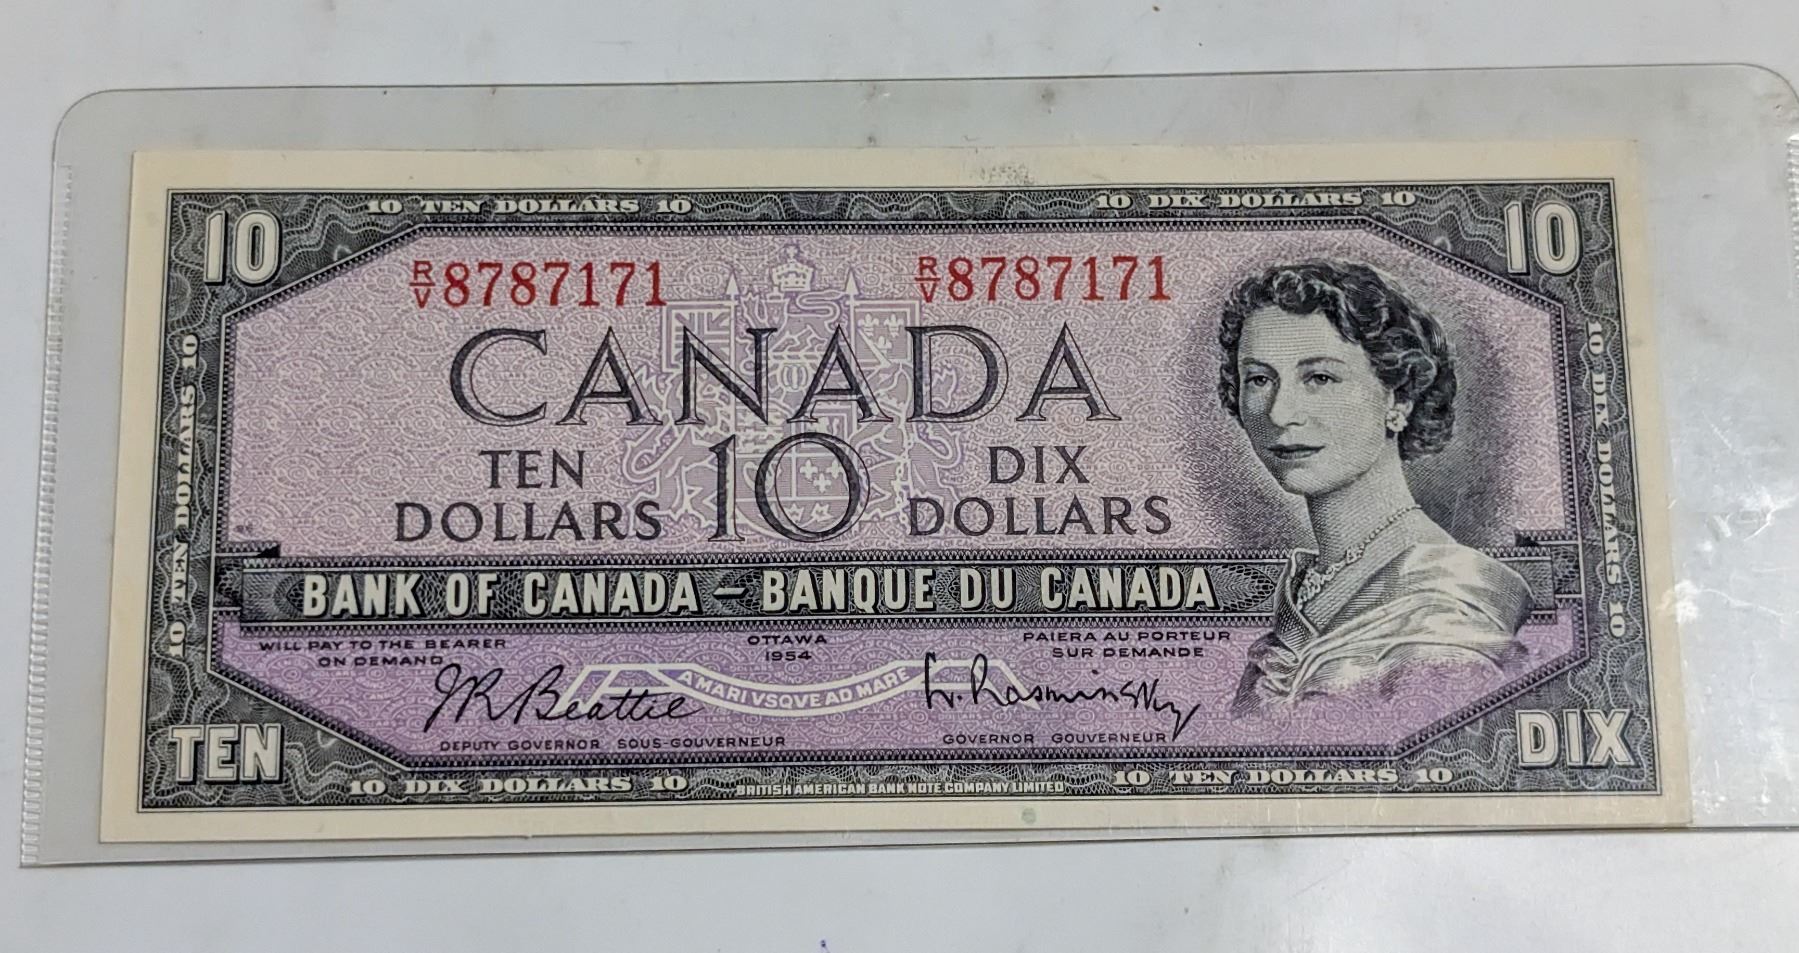 10 TEN DOLLARS 10
10 DIX DOLLARS 10
10
10
R/V 8787171
R/V 8787171
CANADA
TEN DOLLARS
10
DIX DOLLARS
10 TEN DOLLARS 10
10 DIX DOLLARS 10
BANK OF CANADA – BANQUE DU CANADA
WILL PAY TO THE BEARER
ON DEMAND
OTTAWA
1954
PAIERA AU PORTEUR
SUR DEMANDE
A MARI VSQVE AD MARE
JR Beattie
L. Rasminsky
DEPUTY GOVERNOR SOUS-GOUVERNEUR
GOVERNOR GOUVERNEUR
TEN
DIX
10 DIX DOLLARS 10
BRITISH AMERICAN BANK NOTE COMPANY LIMITED
10 TEN DOLLARS 10